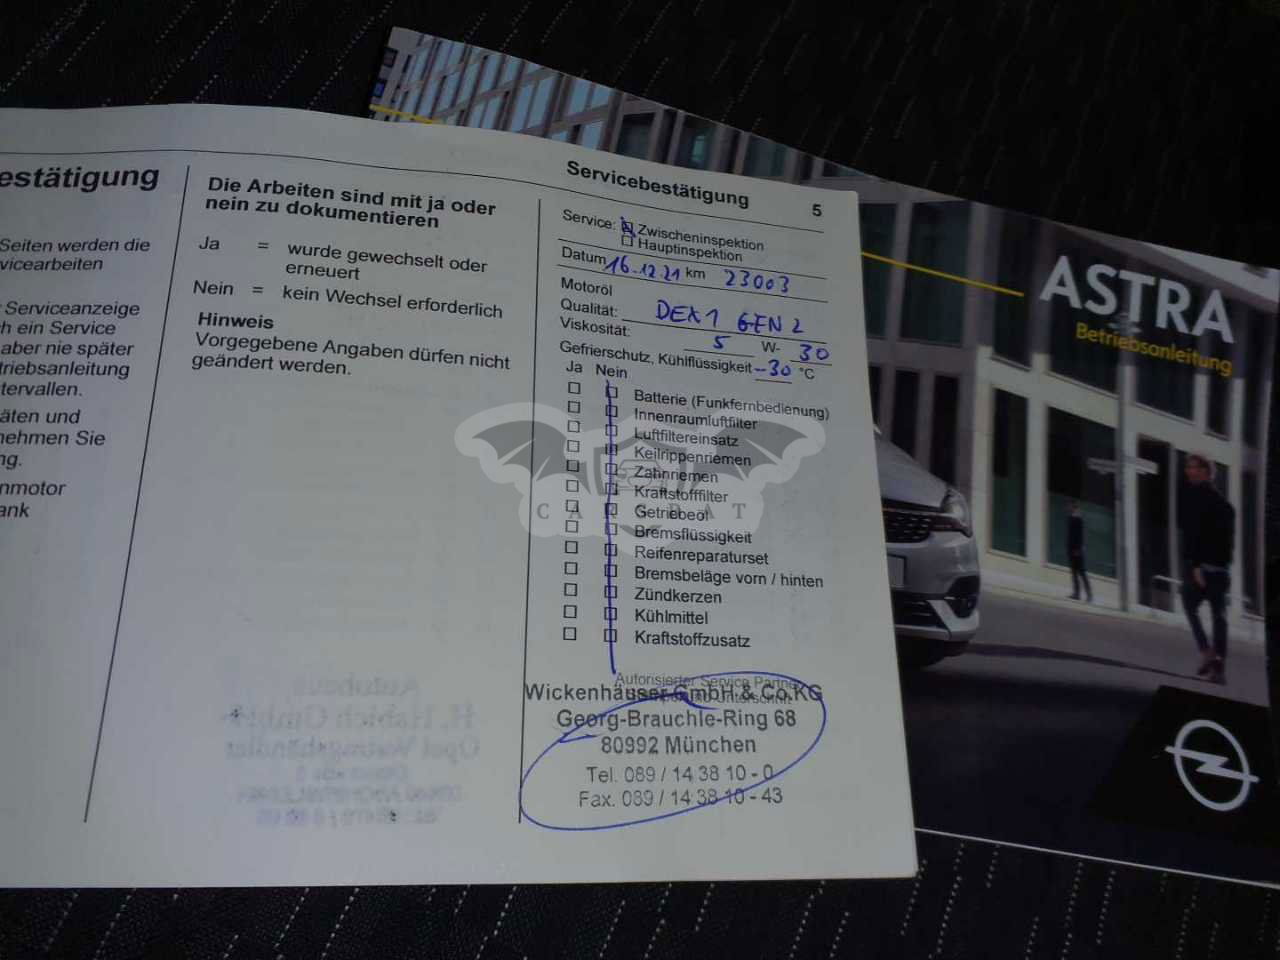 estätigung
Seiten werden die
vicearbeiten
Serviceanzeige
ch ein Service
aber nie später
triebsanleitung
tervallen.
äten und
nehmen Sie
ng.
nmotor
ank
Die Arbeiten sind mit ja oder
nein zu dokumentieren
Ja = wurde gewechselt oder
erneuert
Nein = kein Wechsel erforderlich
Hinweis
Vorgegebene Angaben dürfen nicht
geändert werden.
Servicebestätigung 5
Service: Zwischeninspektion
Hauptinspektion
Datum 16.12.21 km 23003
Motoröl
Qualität: DEX1 GEN2
Viskosität: 5 W- 30
Gefrierschutz, Kühlflüssigkeit -30 °C
Ja Nein
Batterie (Funkfernbedienung)
Innenraumluftfilter
Luftfiltereinsatz
Keilrippenriemen
Zahnriemen
Kraftstofffilter
Getriebeöl
Bremsflüssigkeit
Reifenreparaturset
Bremsbeläge vorn / hinten
Zündkerzen
Kühlmittel
Kraftstoffzusatz
Autorisierter Service Partner
Wickenhäuser GmbH & Co.KG
Georg-Brauchle-Ring 68
80992 München
Tel. 089 / 14 38 10 - 0
Fax. 089 / 14 38 10 - 43
ASTRA
Betriebsanleitung